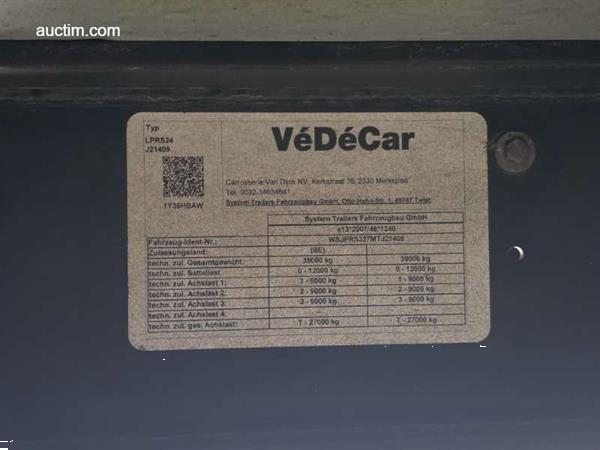 auctim.com
Typ
LPRS24
J21409
VéDéCar
1Y36HBAW
Carrosserie Van Dijck NV, Kerkstraat 16, 2330 Merksplas
Tel. 0032-14634641
System Trailers Fahrzeugbau GmbH, Otto-Hahn-Str. 1, 49767 Twist
System Trailers Fahrzeugbau GmbH
e13*2007/46*1240
Fahrzeug-Ident-Nr.: WSJPRS327MTJ21409
Zulassungsland: (BE)
techn. zul. Gesamtgewicht: 39000 kg 39000 kg
techn. zul. Sattellast 0 - 12000 kg 0 - 12000 kg
techn. zul. Achslast 1: 1 - 9000 kg 1 - 9000 kg
techn. zul. Achslast 2: 2 - 9000 kg 2 - 9000 kg
techn. zul. Achslast 3: 3 - 9000 kg 3 - 9000 kg
techn. zul. Achslast 4: --
techn. zul. ges. Achslast: T - 27000 kg T - 27000 kg